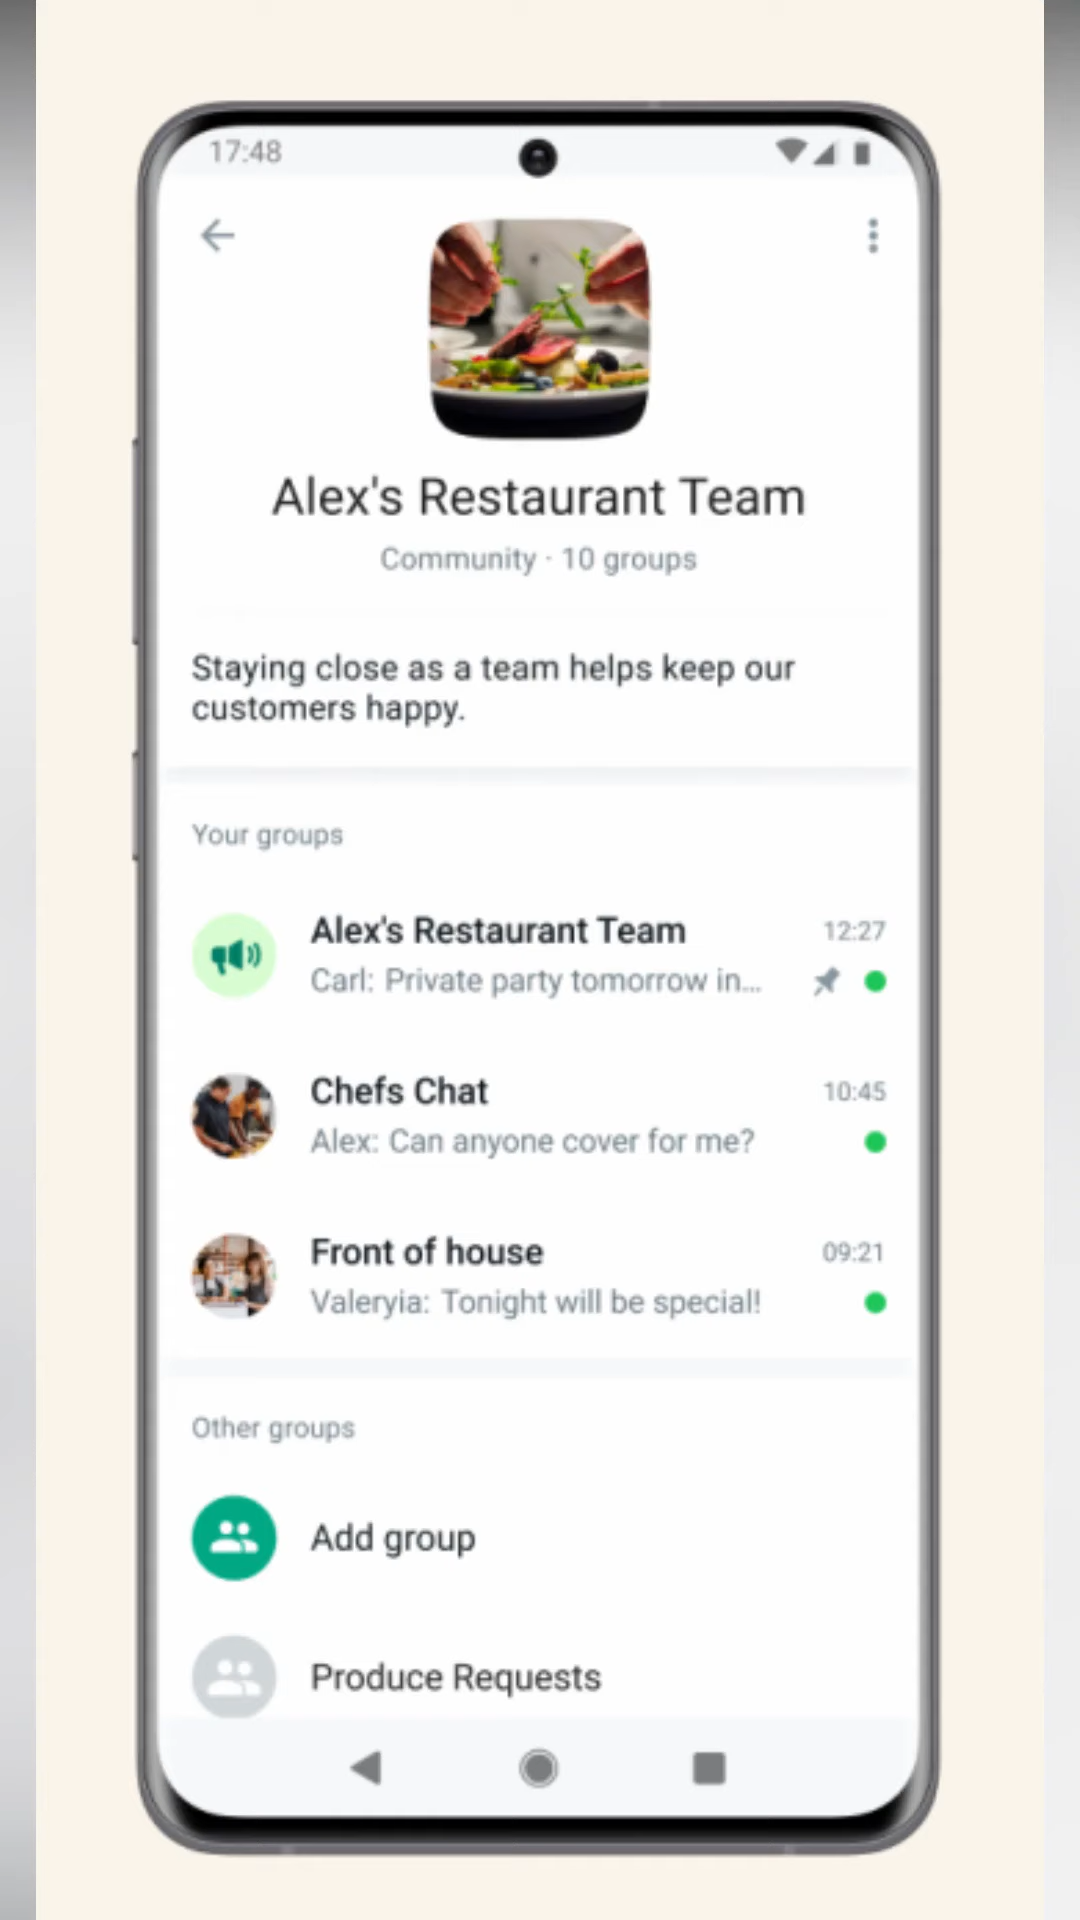 17:48
Alex's Restaurant Team
Community · 10 groups
Staying close as a team helps keep our
customers happy.
Your groups
Alex's Restaurant Team 12:27
Carl: Private party tomorrow in...
Chefs Chat 10:45
Alex: Can anyone cover for me?
Front of house 09:21
Valeryia: Tonight will be special!
Other groups
Add group
Produce Requests